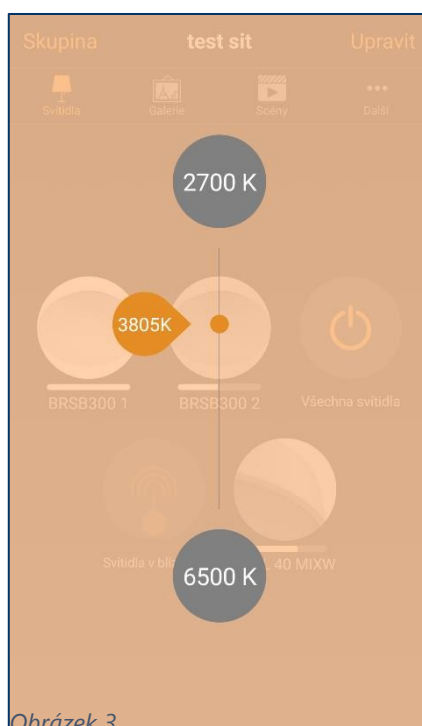 Skupina test sit Upravit
Svítidla Galerie Scény Další
2700 K
3805K
BRSB300 1 BRSB300 2 Všechna svítidla
Svítidla v 40 MIXW
6500 K
Obrázek 3